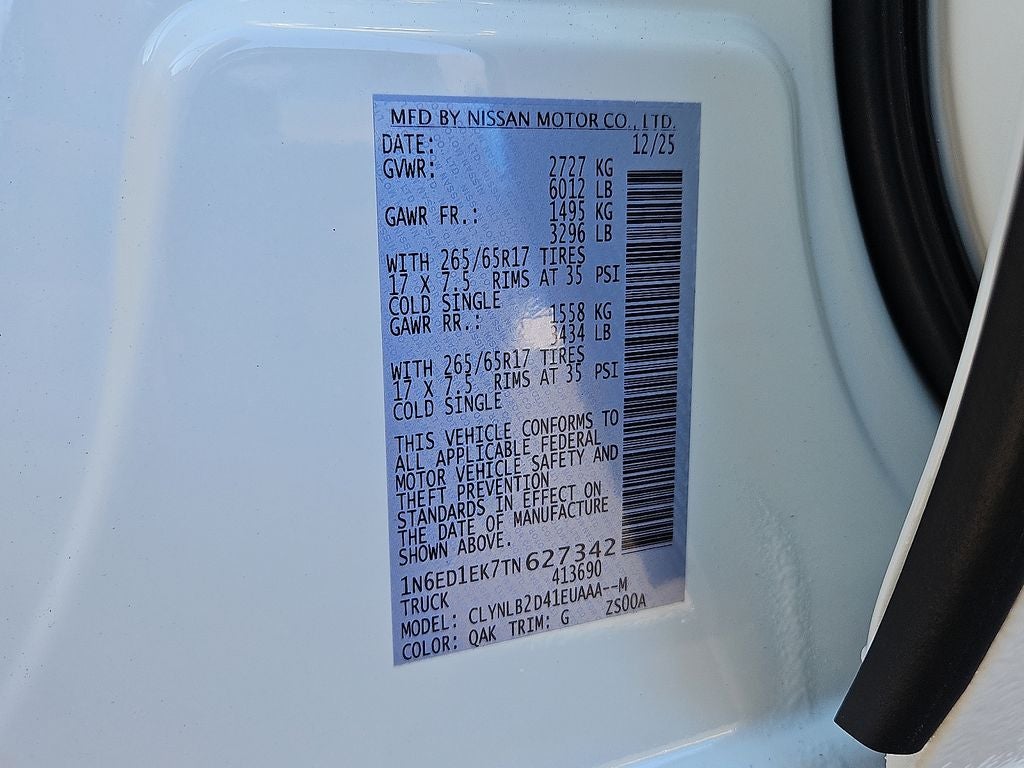 MFD BY NISSAN MOTOR CO., LTD.
DATE: 12/25
GVWR: 2727 KG
6012 LB
GAWR FR.: 1495 KG
3296 LB
WITH 265/65R17 TIRES
17 X 7.5 RIMS AT 35 PSI
COLD SINGLE
GAWR RR.: 1558 KG
3434 LB
WITH 265/65R17 TIRES
17 X 7.5 RIMS AT 35 PSI
COLD SINGLE
THIS VEHICLE CONFORMS TO
ALL APPLICABLE FEDERAL
MOTOR VEHICLE SAFETY AND
THEFT PREVENTION
STANDARDS IN EFFECT ON
THE DATE OF MANUFACTURE
SHOWN ABOVE.
1N6ED1EK7TN627342
TRUCK 413690
MODEL: CLYNLB2D41EUAAA--M
COLOR: QAK TRIM: G ZS00A